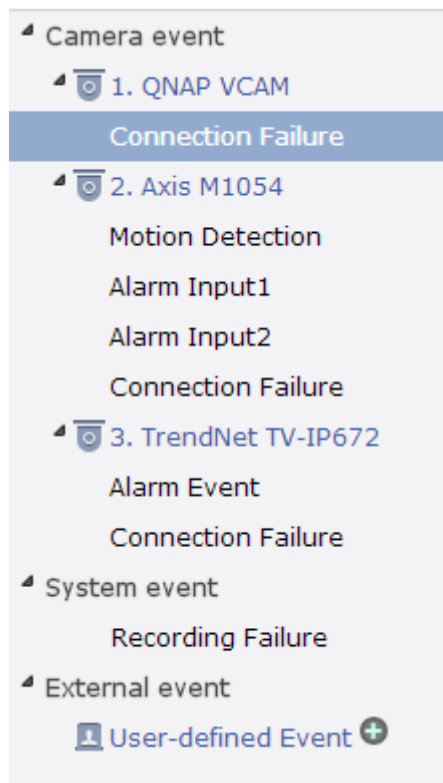 Camera event
1. QNAP VCAM
Connection Failure
2. Axis M1054
Motion Detection
Alarm Input1
Alarm Input2
Connection Failure
3. TrendNet TV-IP672
Alarm Event
Connection Failure
System event
Recording Failure
External event
User-defined Event